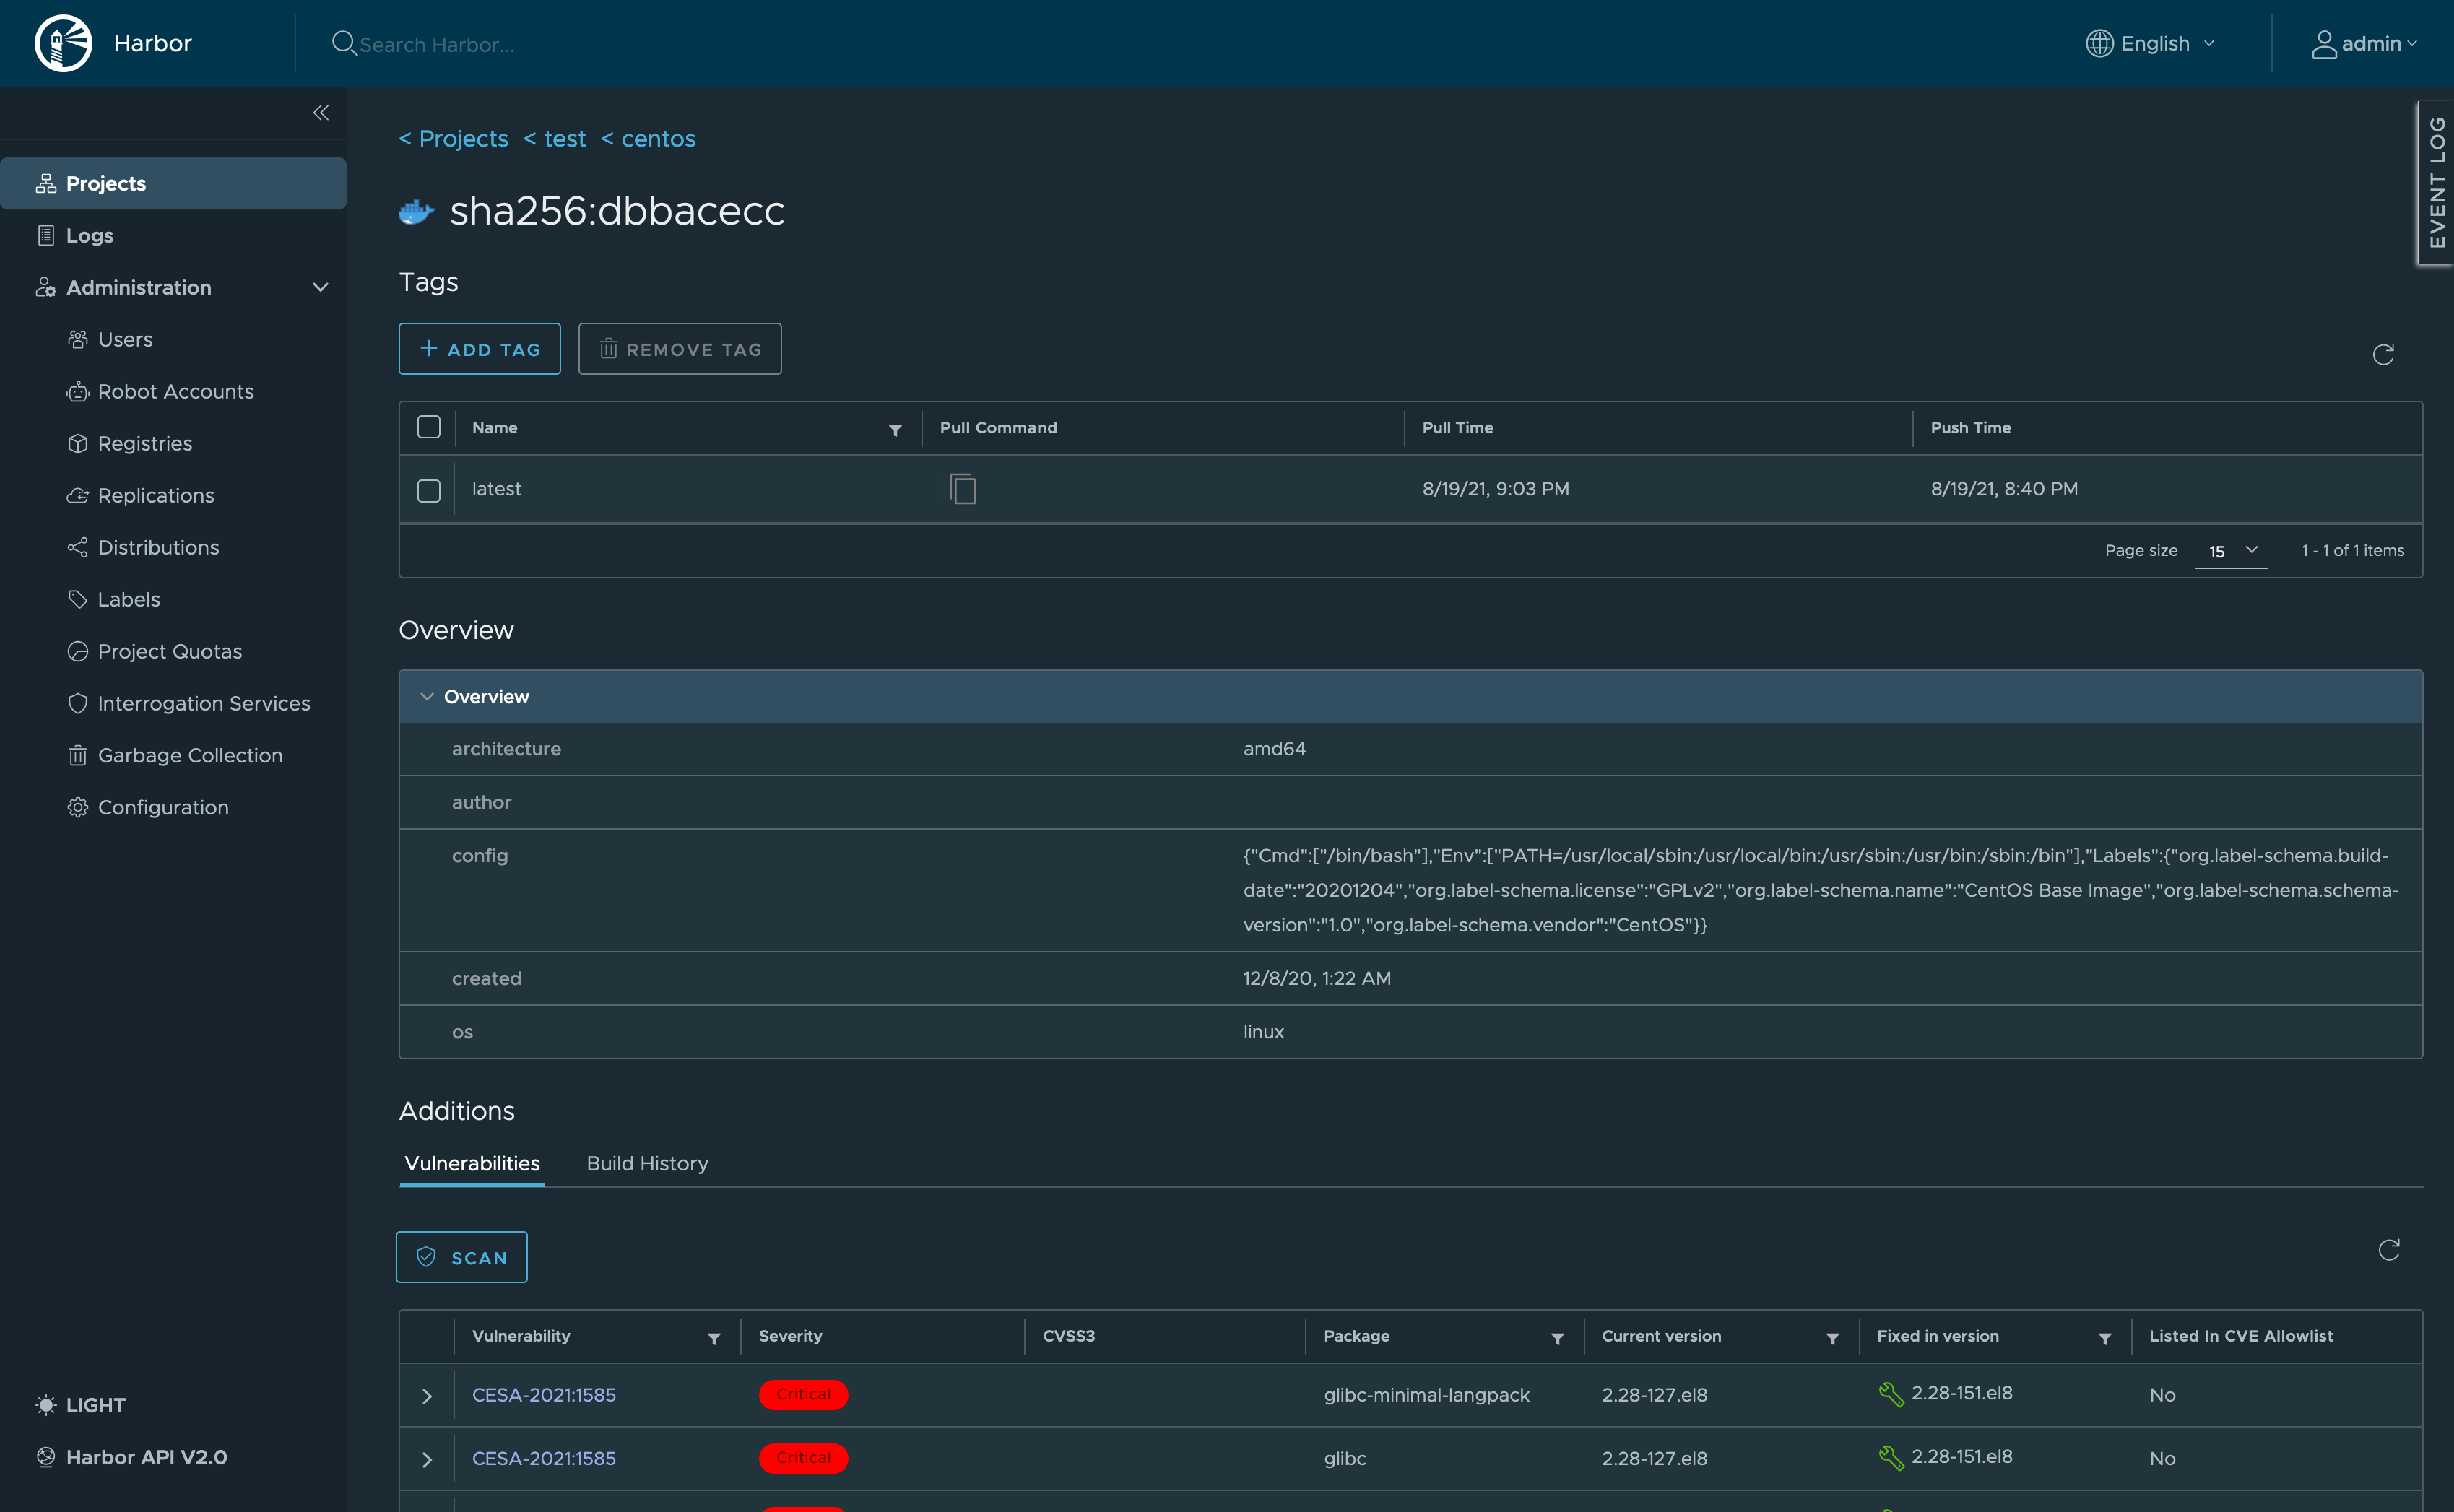 Harbor
Search Harbor...
English
admin
EVENT LOG
Projects
Logs
Administration
Users
Robot Accounts
Registries
Replications
Distributions
Labels
Project Quotas
Interrogation Services
Garbage Collection
Configuration
LIGHT
Harbor API V2.0
< Projects < test < centos
sha256:dbbacecc
Tags
+ ADD TAG REMOVE TAG
Name Pull Command Pull Time Push Time
latest 8/19/21, 9:03 PM 8/19/21, 8:40 PM
Page size 15 1 - 1 of 1 items
Overview
Overview
architecture amd64
author
config {"Cmd":["/bin/bash"],"Env":["PATH=/usr/local/sbin:/usr/local/bin:/usr/sbin:/usr/bin:/sbin:/bin"],"Labels":{"org.label-schema.build-
date":"20201204","org.label-schema.license":"GPLv2","org.label-schema.name":"CentOS Base Image","org.label-schema.schema-
version":"1.0","org.label-schema.vendor":"CentOS"}}
created 12/8/20, 1:22 AM
os linux
Additions
Vulnerabilities Build History
SCAN
Vulnerability Severity CVSS3 Package Current version Fixed in version Listed In CVE Allowlist
CESA-2021:1585 Critical glibc-minimal-langpack 2.28-127.el8 2.28-151.el8 No
CESA-2021:1585 Critical glibc 2.28-127.el8 2.28-151.el8 No